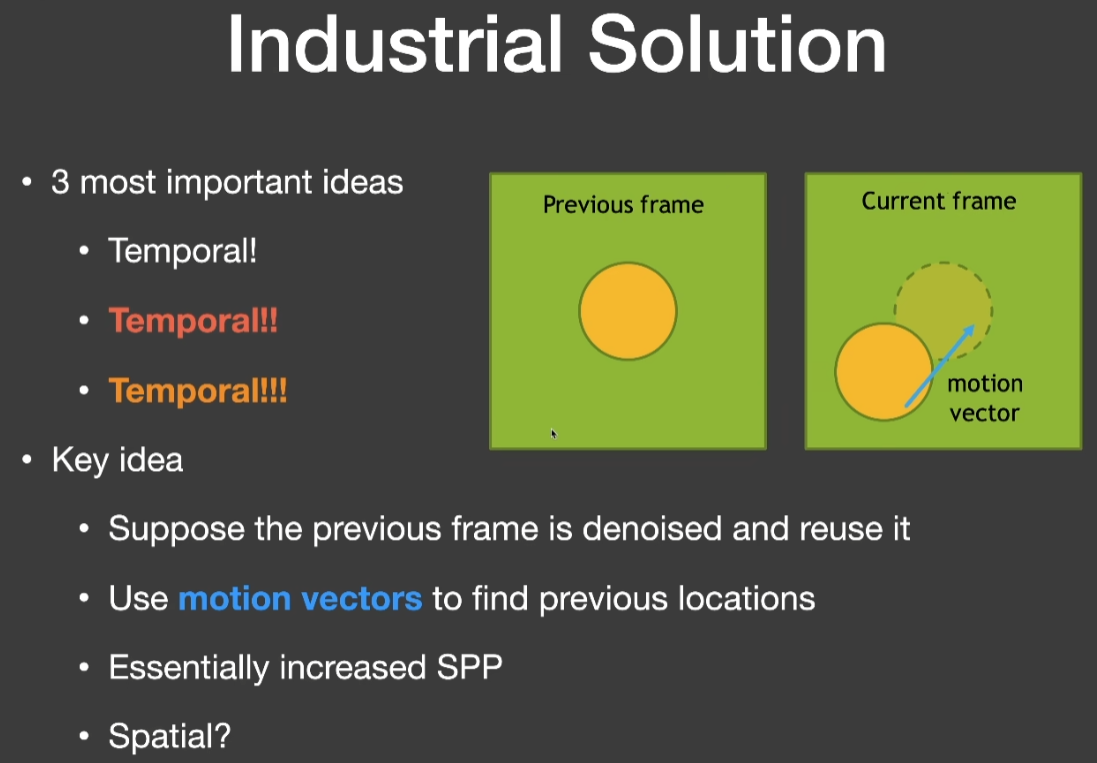 Industrial Solution
• 3 most important ideas
• Temporal!
• Temporal!!
• Temporal!!!
• Key idea
• Suppose the previous frame is denoised and reuse it
• Use motion vectors to find previous locations
• Essentially increased SPP
• Spatial?
Previous frame
Current frame
motion
vector